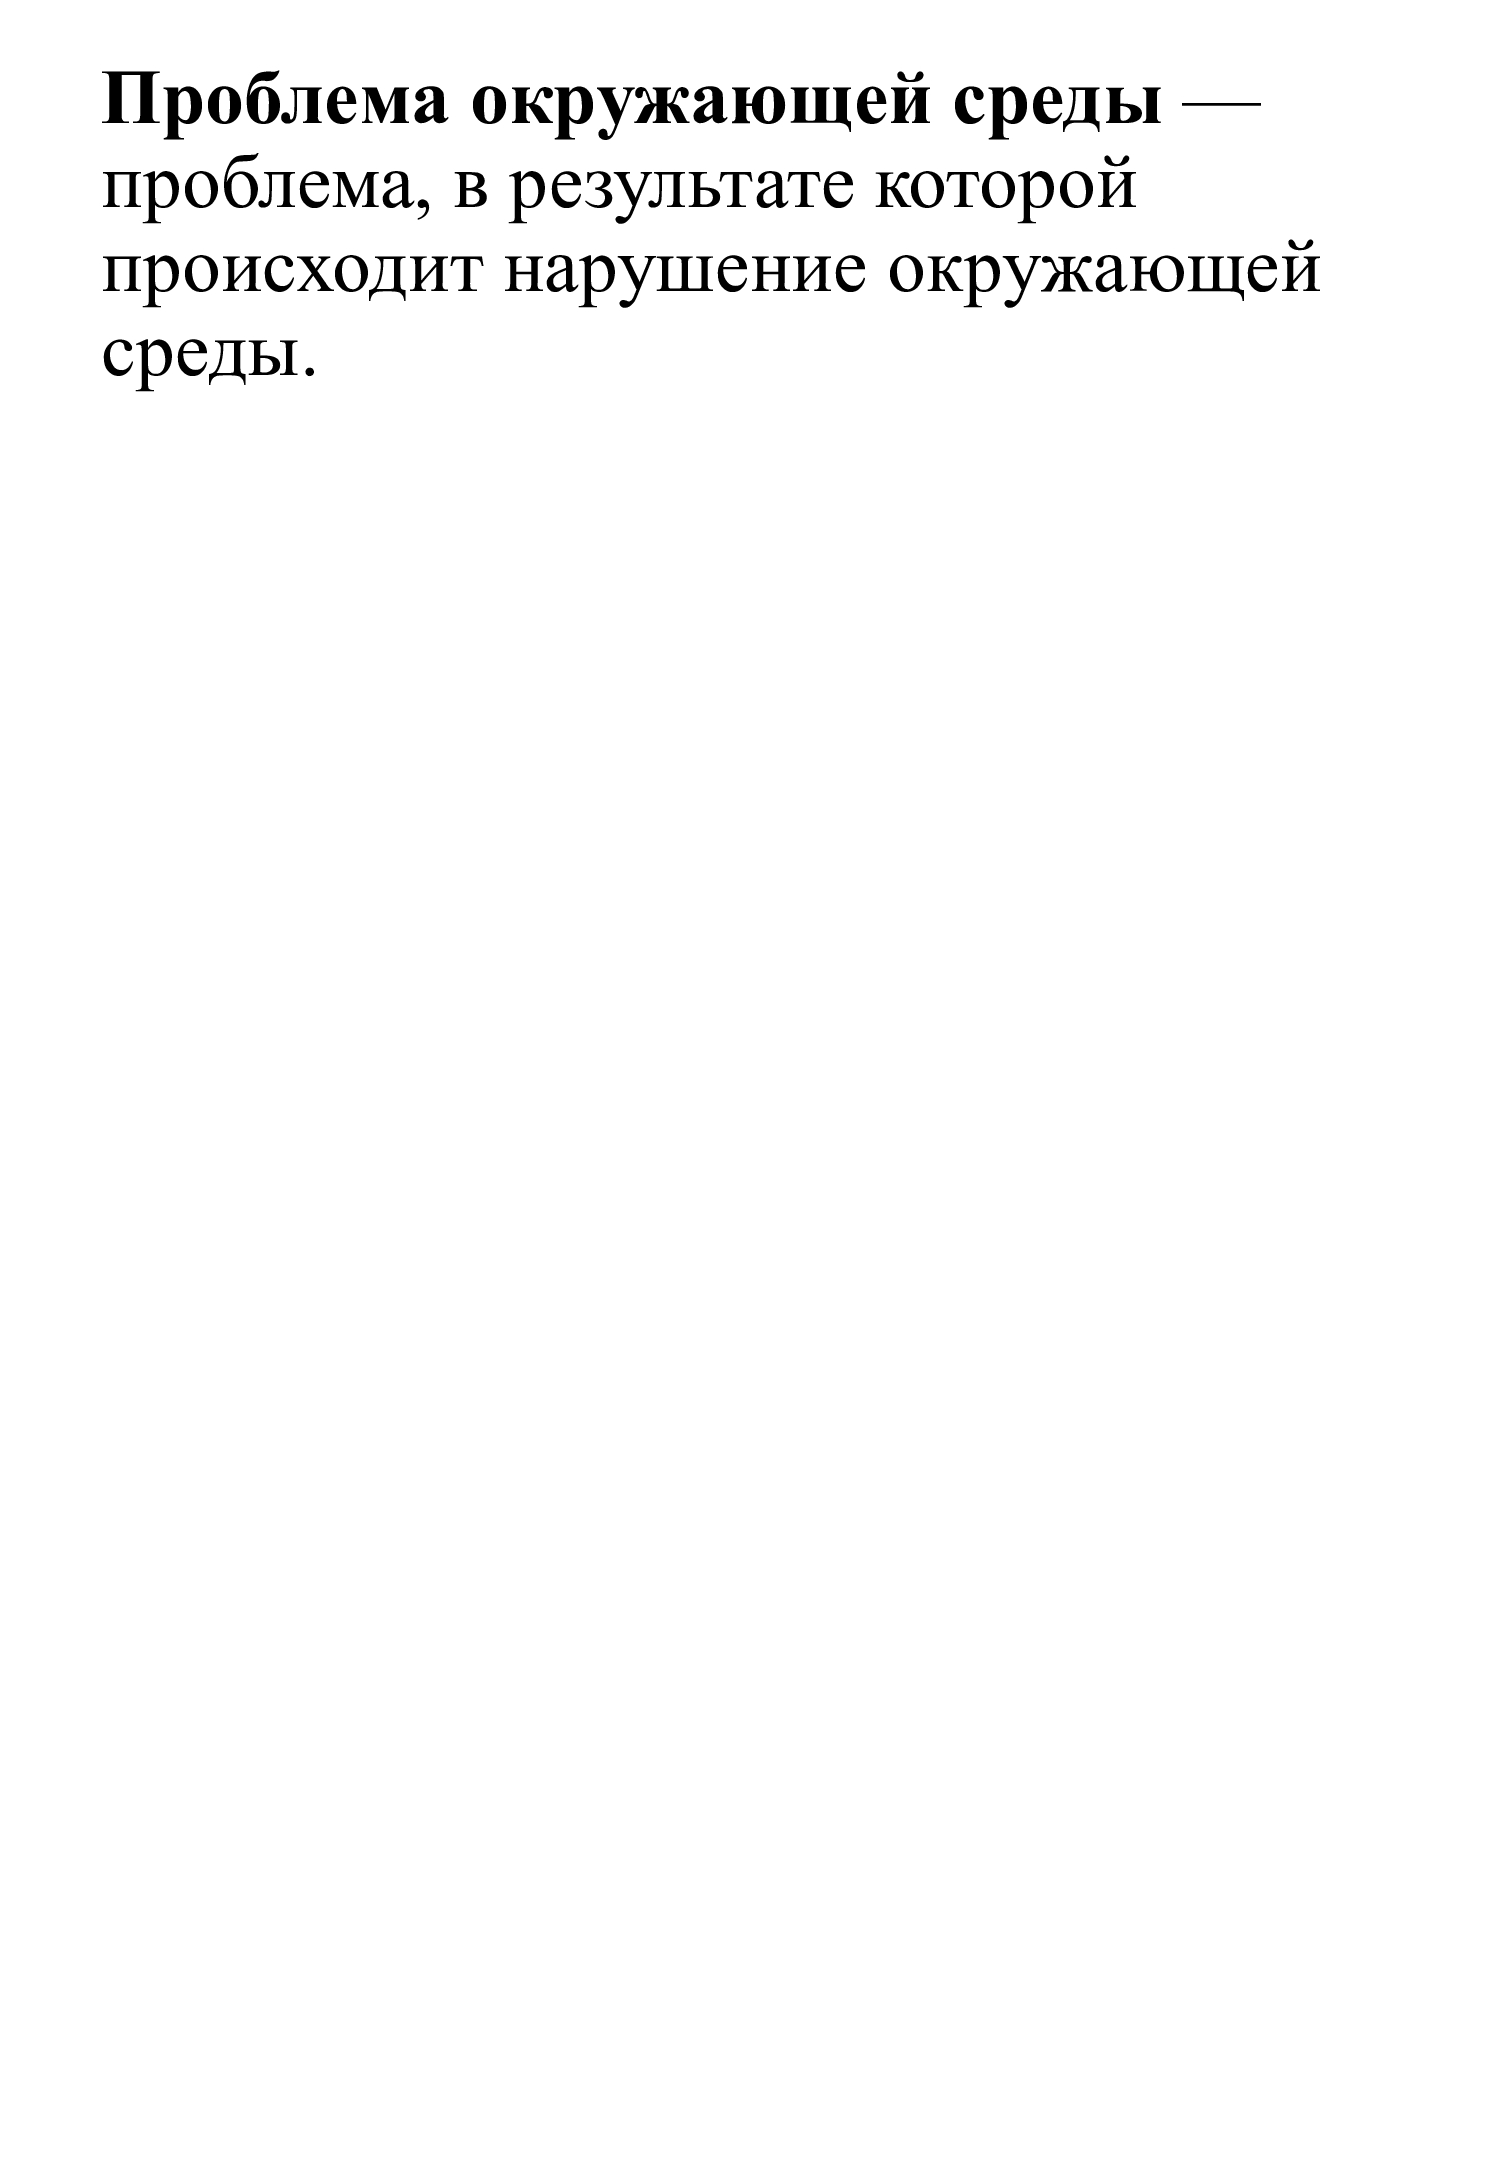 Проблема окружающей среды —
проблема, в результате которой
происходит нарушение окружающей
среды.